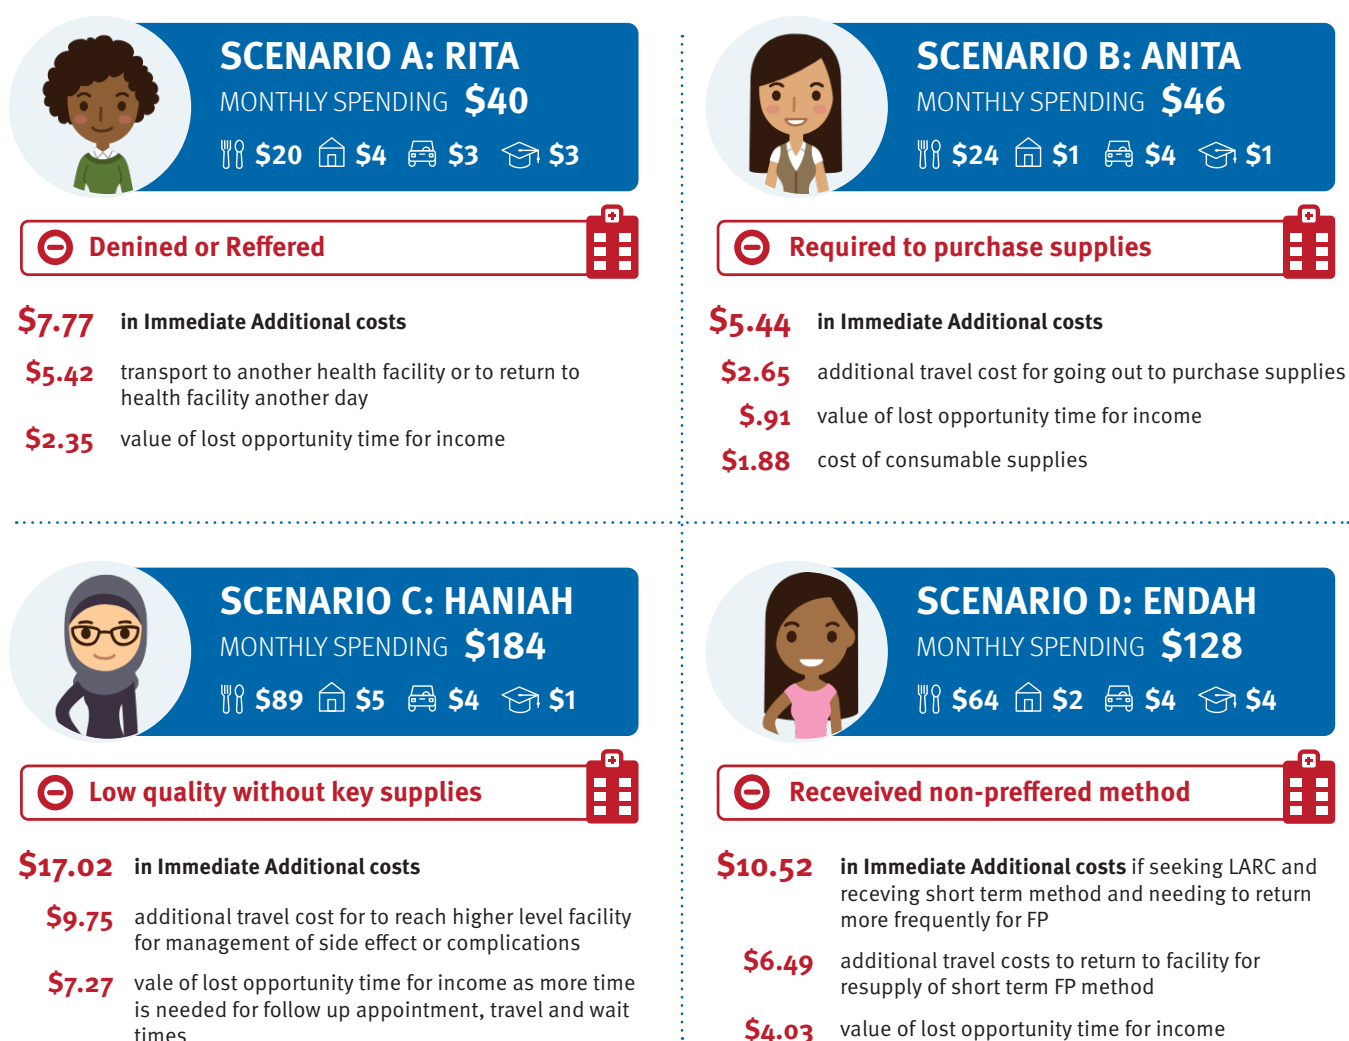 SCENARIO A: RITA
MONTHLY SPENDING $40
$20 $4 $3 $3
Denined or Reffered
$7.77 in Immediate Additional costs
$5.42 transport to another health facility or to return to
health facility another day
$2.35 value of lost opportunity time for income
SCENARIO B: ANITA
MONTHLY SPENDING $46
$24 $1 $4 $1
Required to purchase supplies
$5.44 in Immediate Additional costs
$2.65 additional travel cost for going out to purchase supplies
$.91 value of lost opportunity time for income
$1.88 cost of consumable supplies
SCENARIO C: HANIAH
MONTHLY SPENDING $184
$89 $5 $4 $1
Low quality without key supplies
$17.02 in Immediate Additional costs
$9.75 additional travel cost for to reach higher level facility
for management of side effect or complications
$7.27 vale of lost opportunity time for income as more time
is needed for follow up appointment, travel and wait
times
SCENARIO D: ENDAH
MONTHLY SPENDING $128
$64 $2 $4 $4
Receveived non-preffered method
$10.52 in Immediate Additional costs if seeking LARC and
receving short term method and needing to return
more frequently for FP
$6.49 additional travel costs to return to facility for
resupply of short term FP method
$4.03 value of lost opportunity time for income